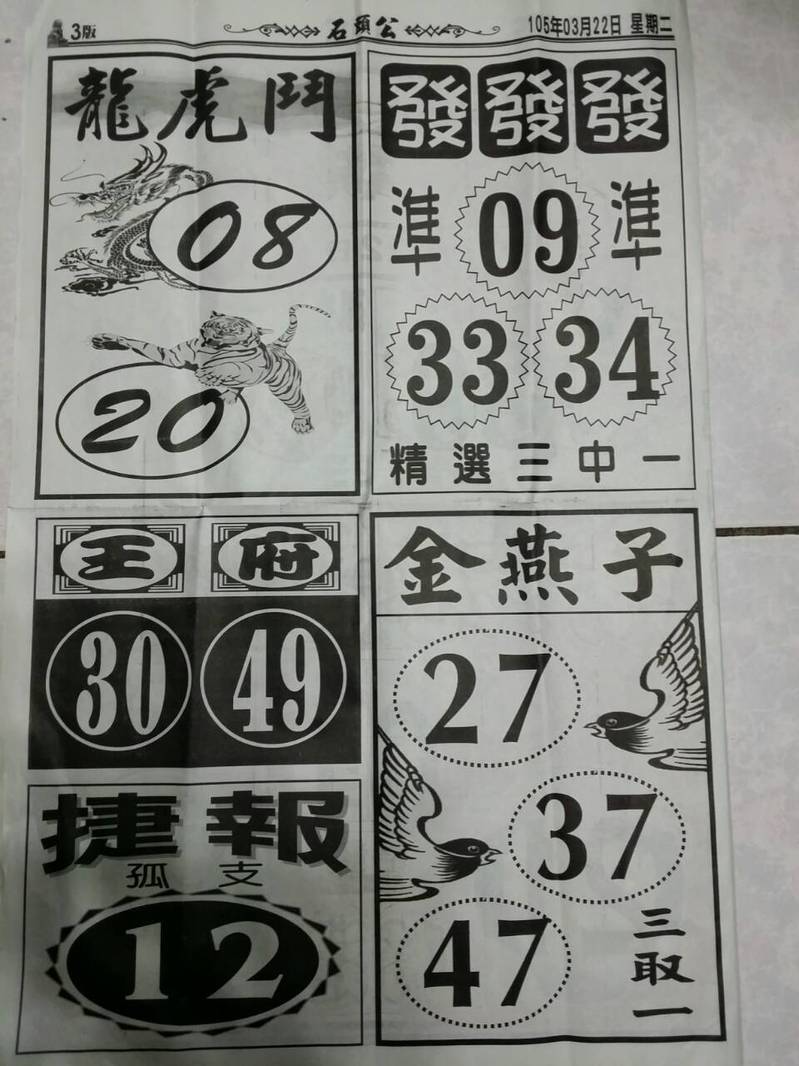 3版
石頭公
105年03月22日 星期二
龍虎鬥
08
20
發發發
準 09 準
33 34
精選三中一
王府
30 49
捷報
孤支
12
金燕子
27
37
47
三取一